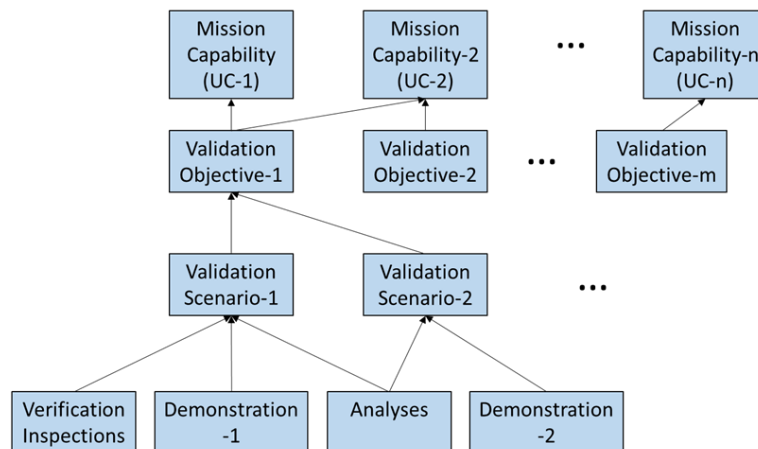 Mission
Capability
(UC-1)
Mission
Capability-2
(UC-2)
...
Mission
Capability-n
(UC-n)
Validation
Objective-1
Validation
Objective-2
...
Validation
Objective-m
Validation
Scenario-1
Validation
Scenario-2
...
Verification
Inspections
Demonstration
-1
Analyses
Demonstration
-2